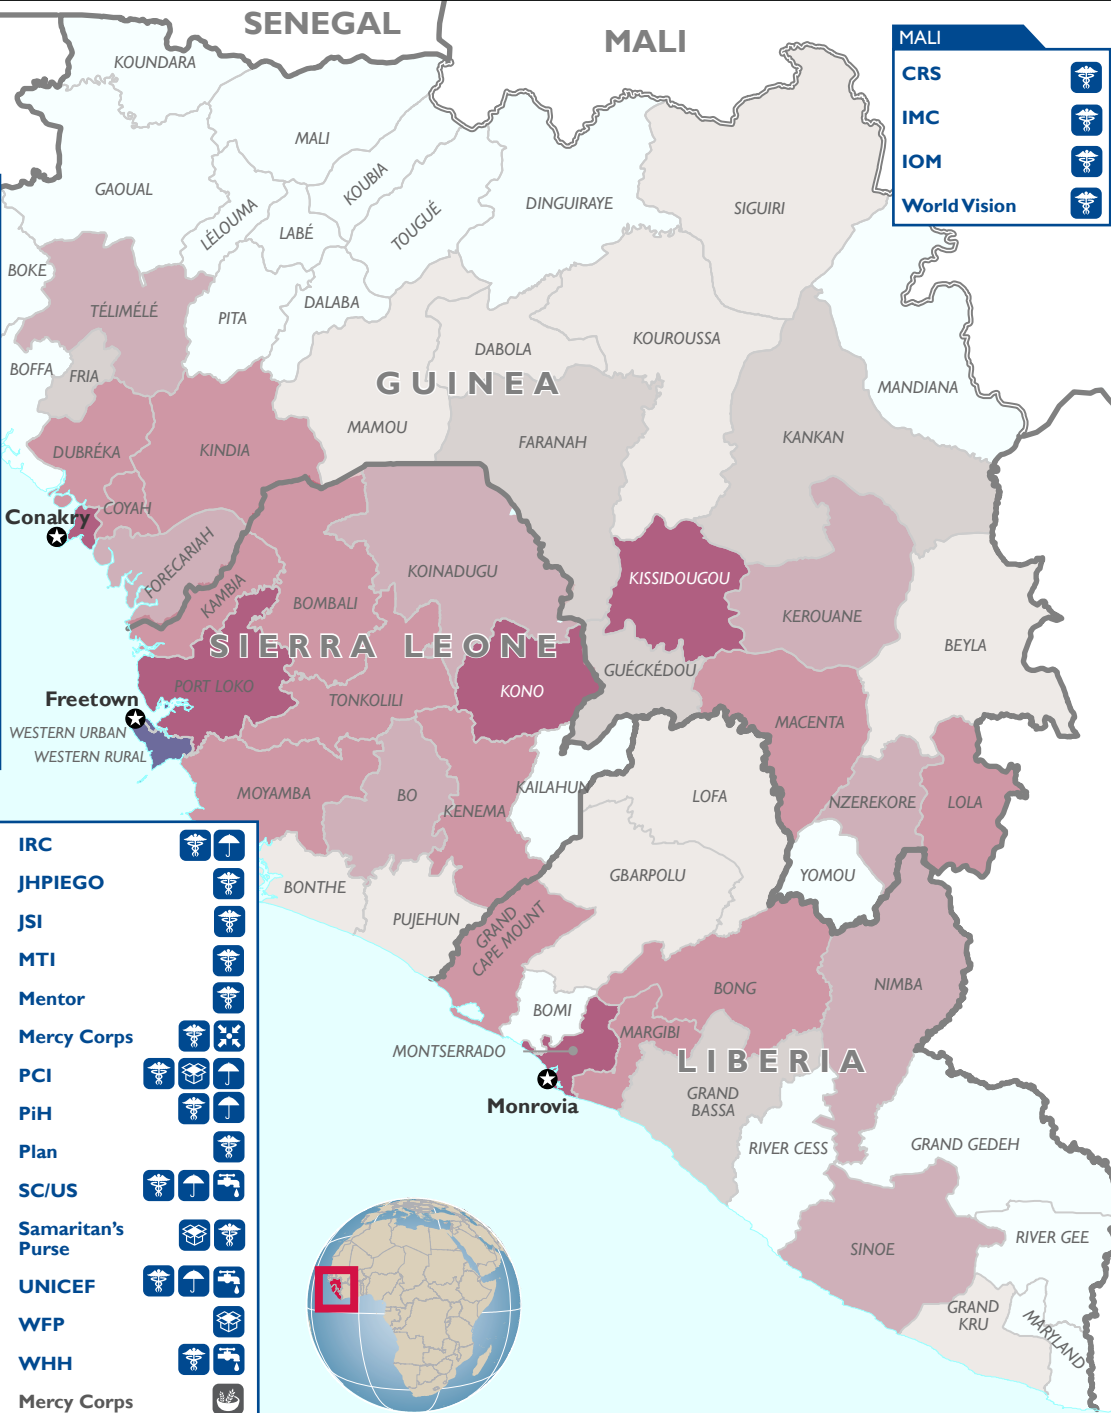 SENEGAL
MALI
MALI
CRS
IMC
IOM
World Vision
KOUNDARA
MALI
GAOUAL
KOUBIA
LÉLOUMA
LABÉ
TOUGUÉ
DINGUIRAYE
SIGUIRI
BOKE
TÉLIMÉLÉ
PITA
DALABA
DABOLA
KOUROUSSA
BOFFA
FRIA
GUINEA
MANDIANA
MAMOU
FARANAH
KANKAN
DUBRÉKA
KINDIA
COYAH
Conakry
FORECARIAH
KAMBIA
BOMBALI
KOINADUGU
KISSIDOUGOU
KEROUANE
BEYLA
SIERRA LEONE
GUÉCKÉDOU
PORT LOKO
KONO
TONKOLILI
Freetown
WESTERN URBAN
WESTERN RURAL
MACENTA
MOYAMBA
BO
KENEMA
KAILAHUN
LOFA
NZEREKORE
LOLA
BONTHE
PUJEHUN
GBARPOLU
YOMOU
GRAND
CAPE MOUNT
BOMI
BONG
NIMBA
MARGIBI
MONTSERRADO
LIBERIA
Monrovia
GRAND
BASSA
RIVER CESS
GRAND GEDEH
SINOE
RIVER GEE
GRAND
KRU
MARYLAND
IRC
JHPIEGO
JSI
MTI
Mentor
Mercy Corps
PCI
PiH
Plan
SC/US
Samaritan's
Purse
UNICEF
WFP
WHH
Mercy Corps